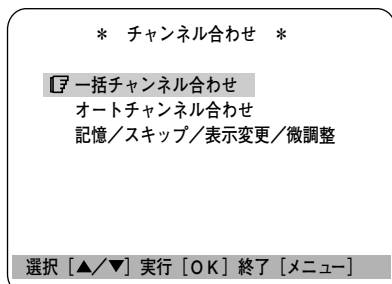 ＊ チャンネル合わせ ＊
☞ 一括チャンネル合わせ
オートチャンネル合わせ
記憶／スキップ／表示変更／微調整
選択［▲／▼］実行［ＯＫ］終了［メニュー］